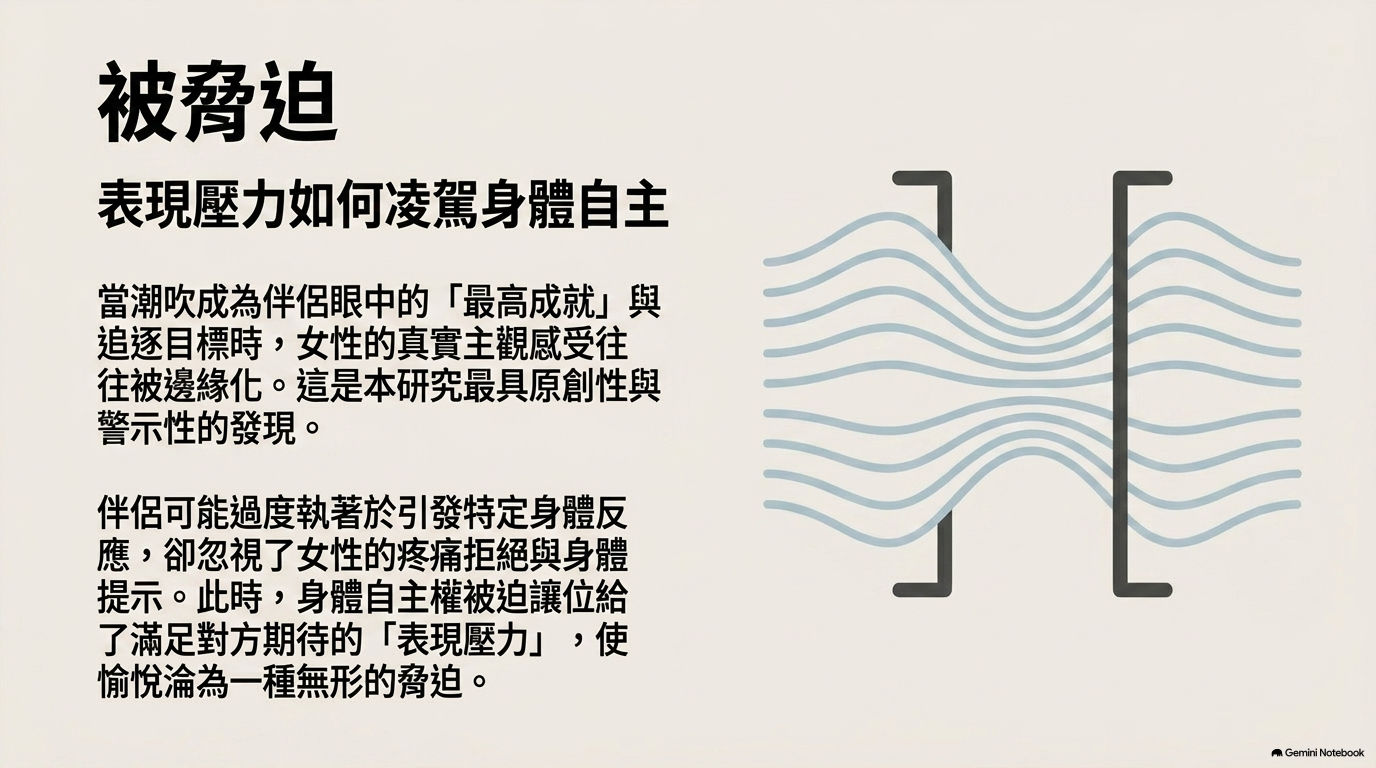 被脅迫
表現壓力如何凌駕身體自主
當潮吹成為伴侶眼中的「最高成就」與
追逐目標時，女性的真實主觀感受往
往被邊緣化。這是本研究最具原創性與
警示性的發現。
伴侶可能過度執著於引發特定身體反
應，卻忽視了女性的疼痛拒絕與身體
提示。此時，身體自主權被迫讓位給
了滿足對方期待的「表現壓力」，使
愉悅淪為一種無形的脅迫。
Gemini Notebook